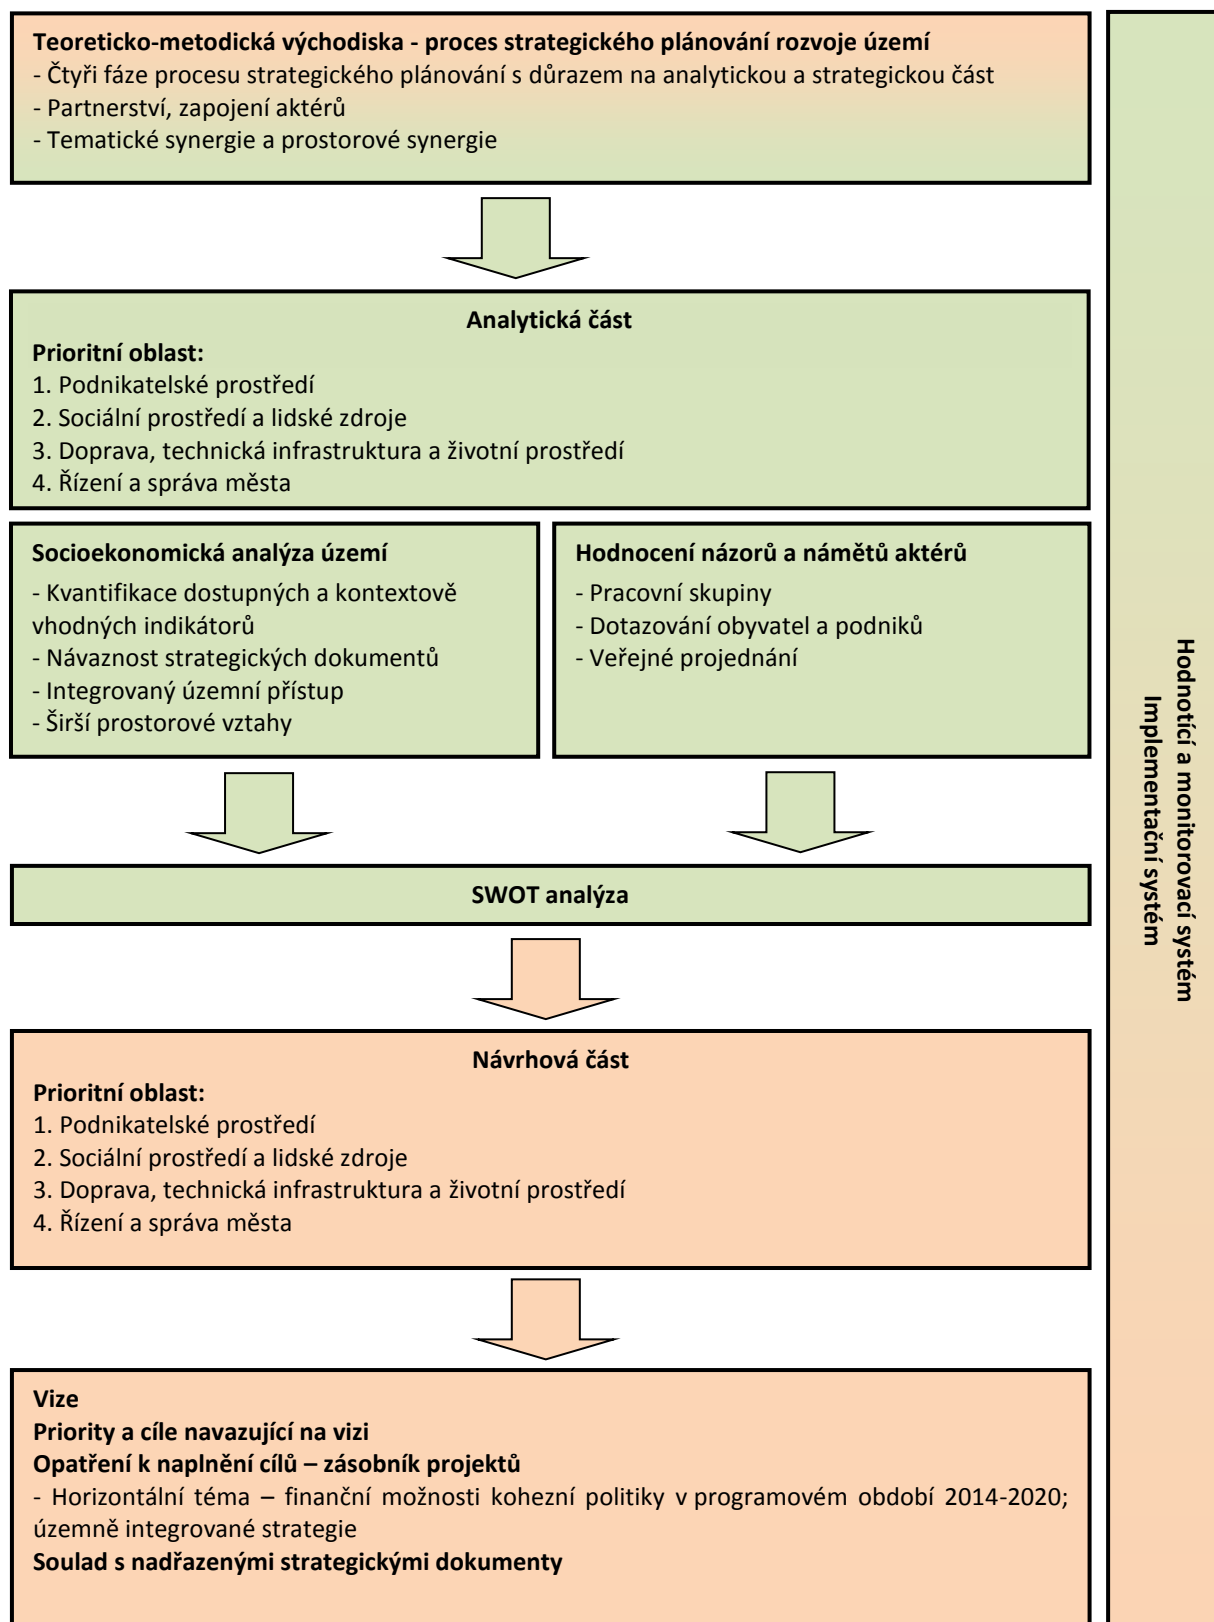 Teoreticko-metodická východiska - proces strategického plánování rozvoje území
- Čtyři fáze procesu strategického plánování s důrazem na analytickou a strategickou část
- Partnerství, zapojení aktérů
- Tematické synergie a prostorové synergie
Analytická část
Prioritní oblast:
1. Podnikatelské prostředí
2. Sociální prostředí a lidské zdroje
3. Doprava, technická infrastruktura a životní prostředí
4. Řízení a správa města
Socioekonomická analýza území
- Kvantifikace dostupných a kontextově
vhodných indikátorů
- Návaznost strategických dokumentů
- Integrovaný územní přístup
- Širší prostorové vztahy
Hodnocení názorů a námětů aktérů
- Pracovní skupiny
- Dotazování obyvatel a podniků
- Veřejné projednání
SWOT analýza
Návrhová část
Prioritní oblast:
1. Podnikatelské prostředí
2. Sociální prostředí a lidské zdroje
3. Doprava, technická infrastruktura a životní prostředí
4. Řízení a správa města
Vize
Priority a cíle navazující na vizi
Opatření k naplnění cílů – zásobník projektů
- Horizontální téma – finanční možnosti kohezní politiky v programovém období 2014-2020;
územně integrované strategie
Soulad s nadřazenými strategickými dokumenty
Hodnotící a monitorovací systém
Implementační systém